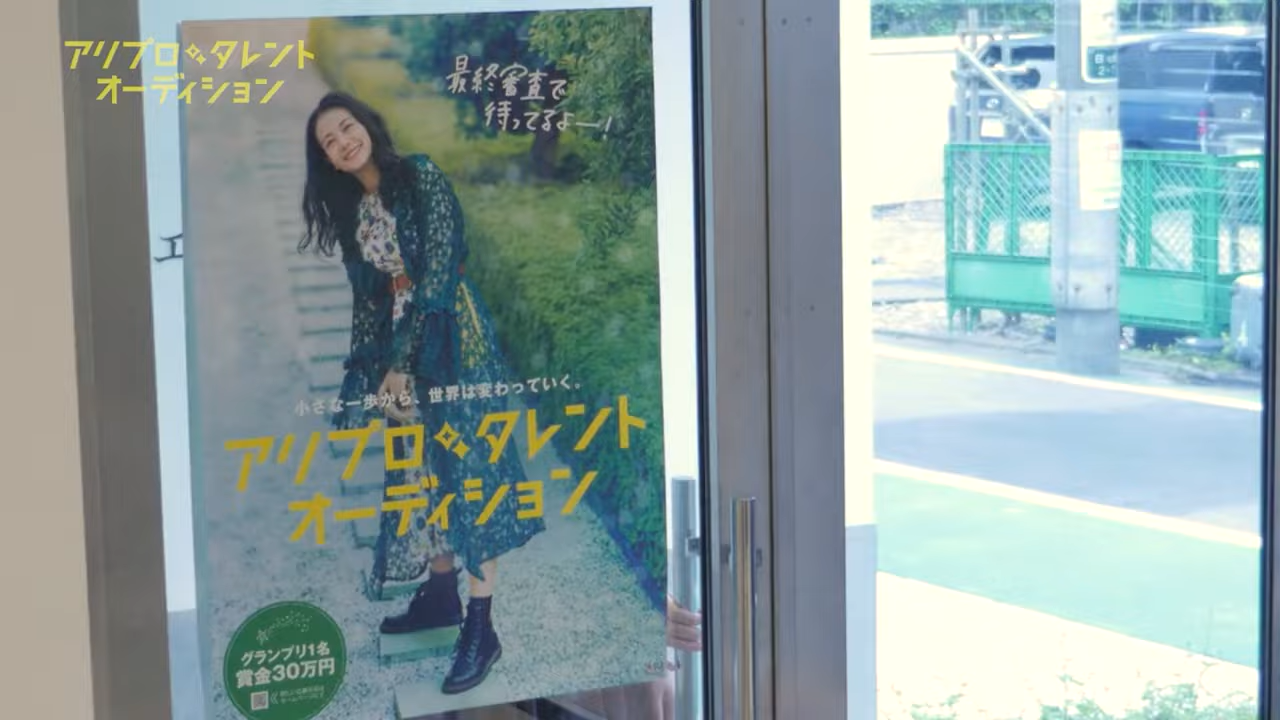 アリプロ タレント
オーディション
最終審査で
待ってるよー!
小さな一歩から、世界は変わっていく。
アリプロ タレント
オーディション
グランプリ1名
賞金30万円